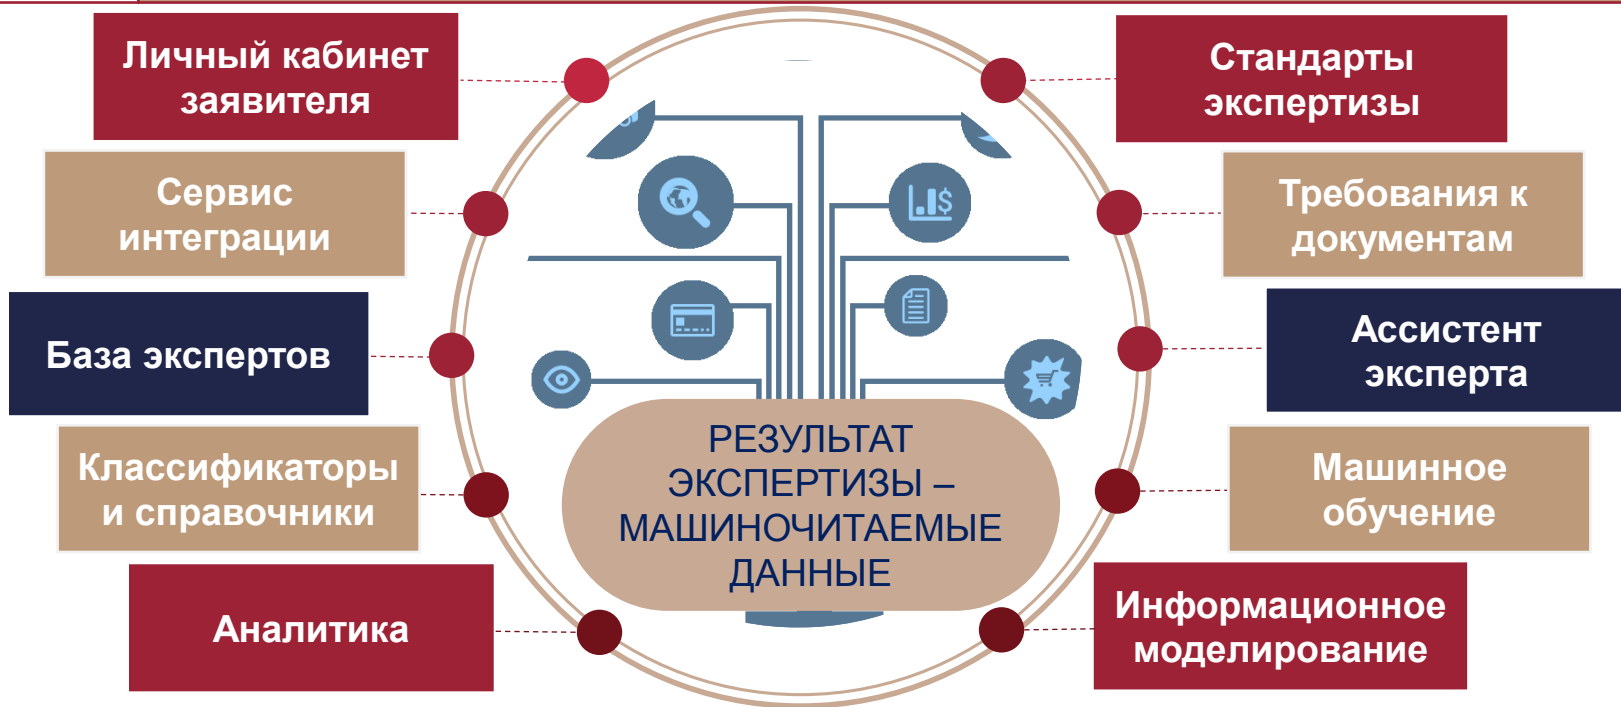 Личный кабинет
заявителя
Сервис
интеграции
База экспертов
Классификаторы
и справочники
Аналитика
РЕЗУЛЬТАТ
ЭКСПЕРТИЗЫ –
МАШИНОЧИТАЕМЫЕ
ДАННЫЕ
Стандарты
экспертизы
Требования к
документам
Ассистент
эксперта
Машинное
обучение
Информационное
моделирование